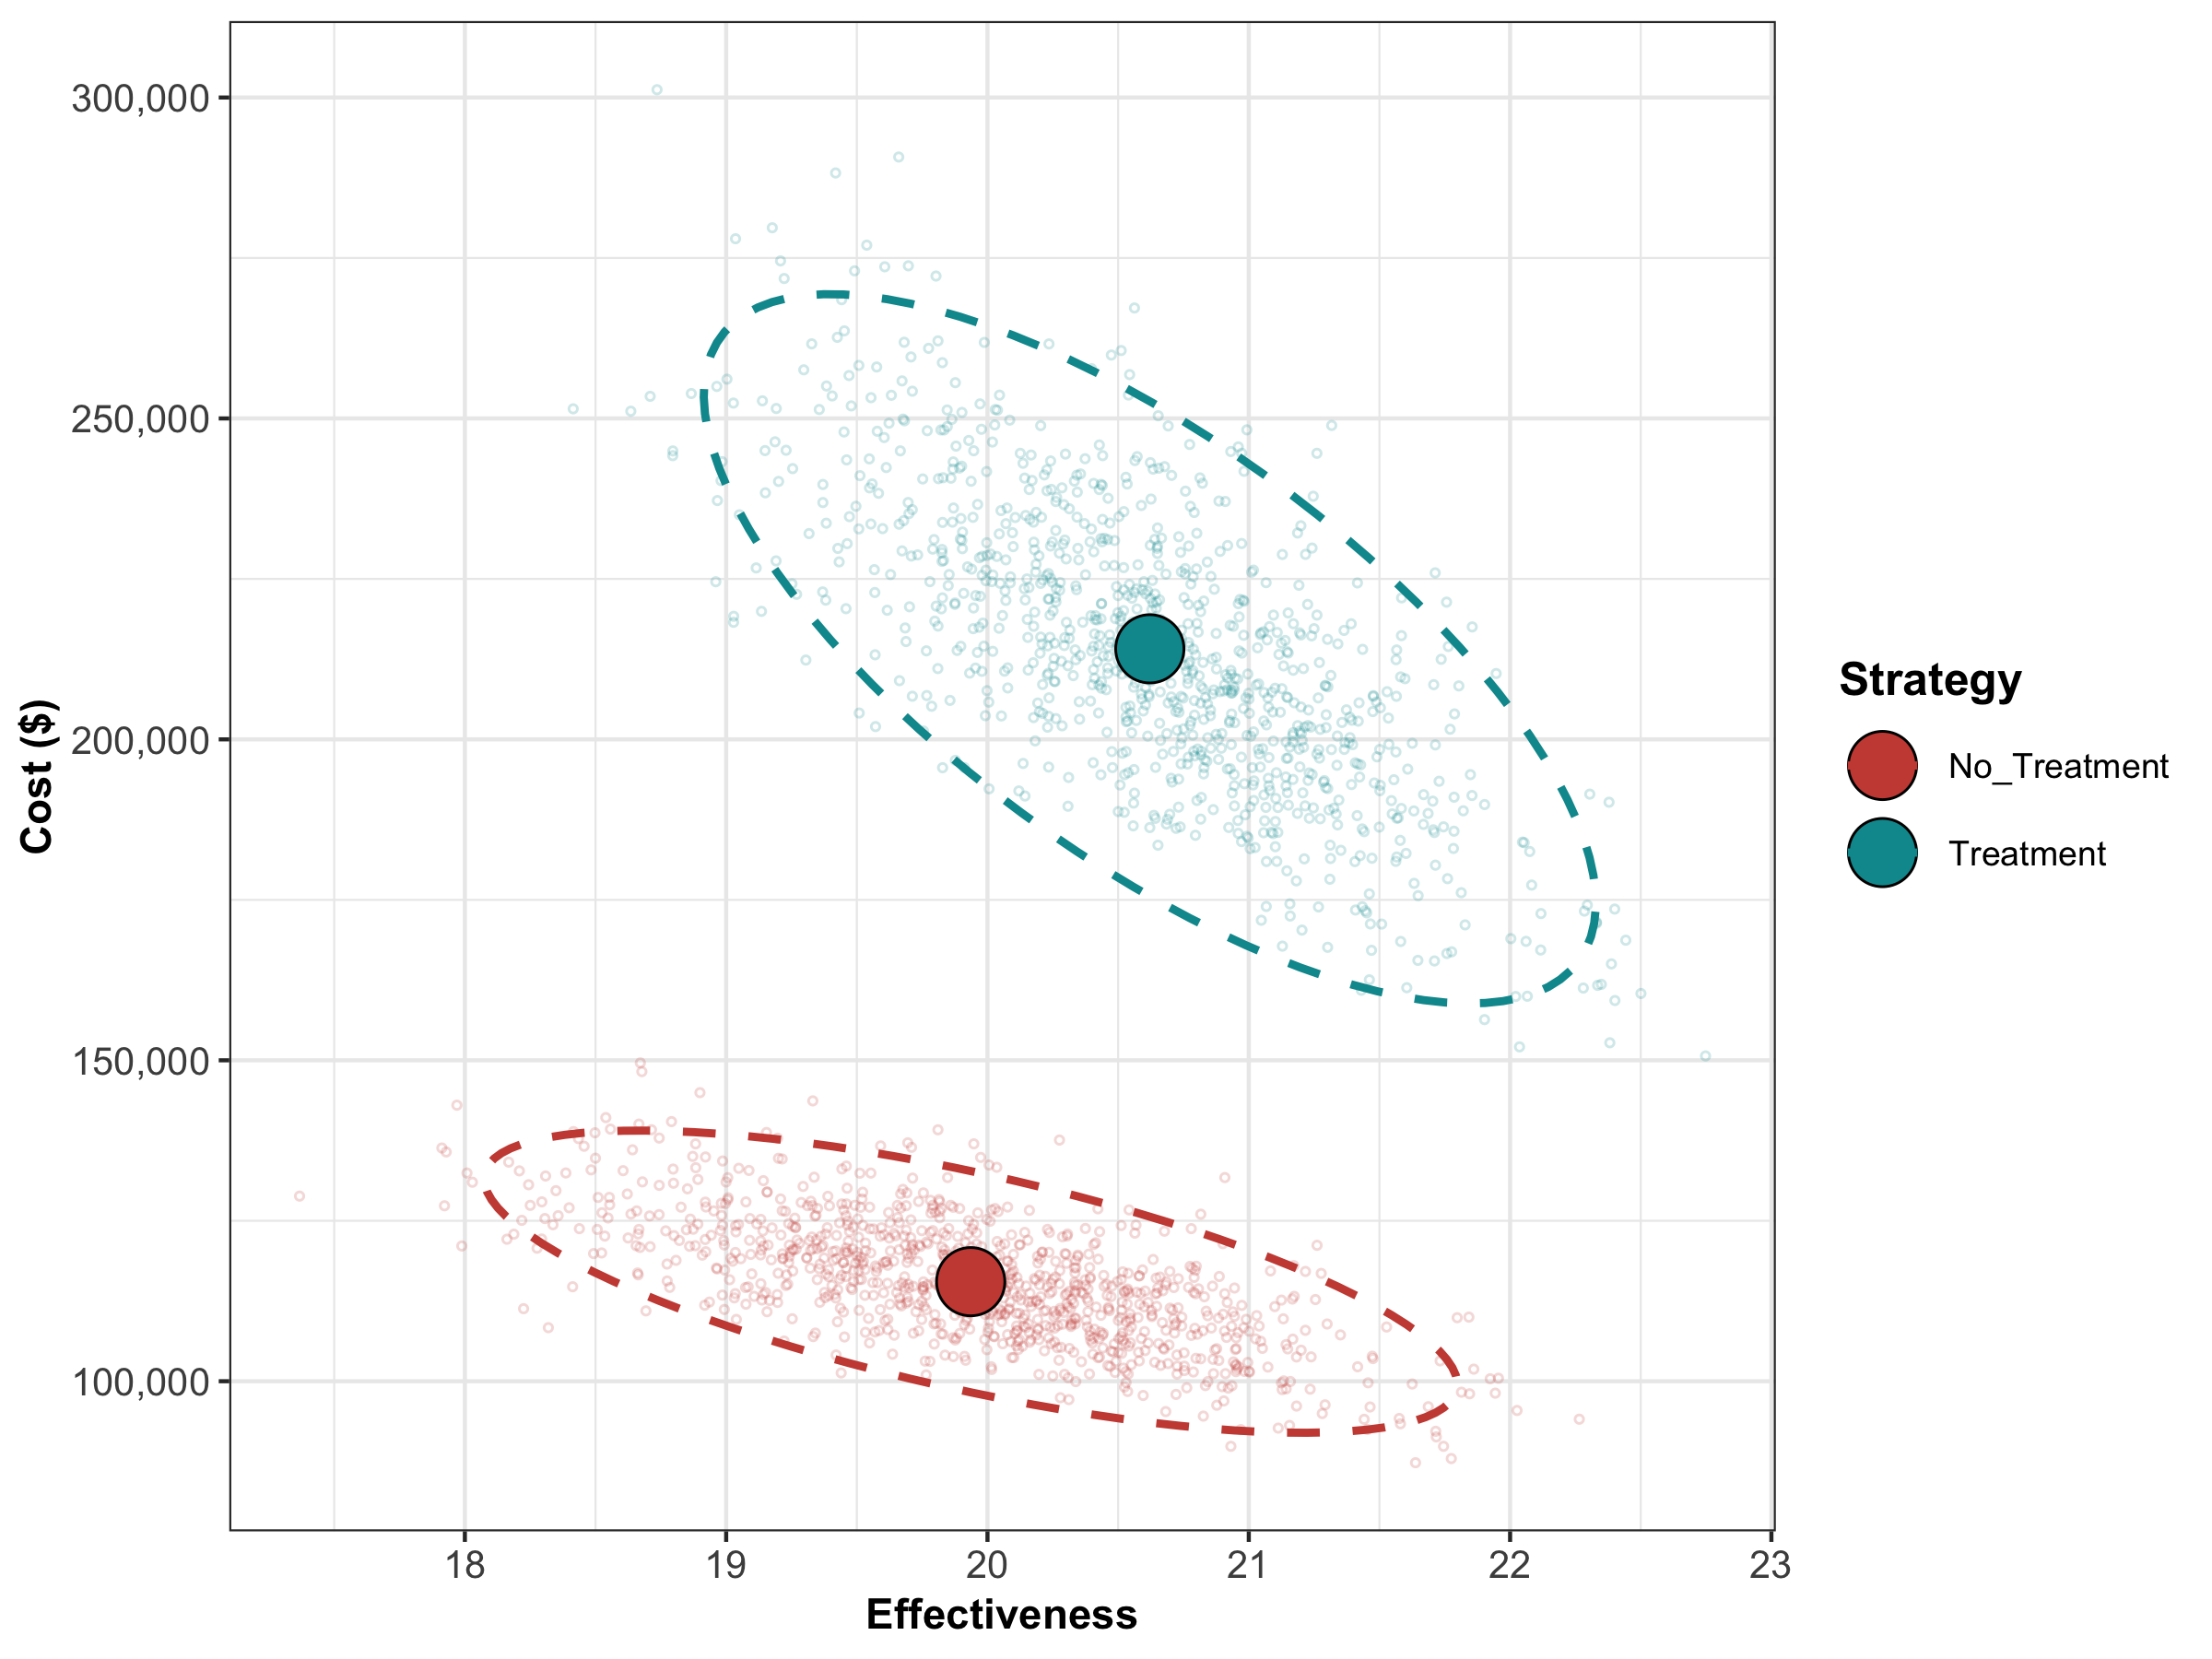 300,000
250,000
200,000
150,000
100,000
Cost ($)
18 19 20 21 22 23
Effectiveness
Strategy
No_Treatment
Treatment